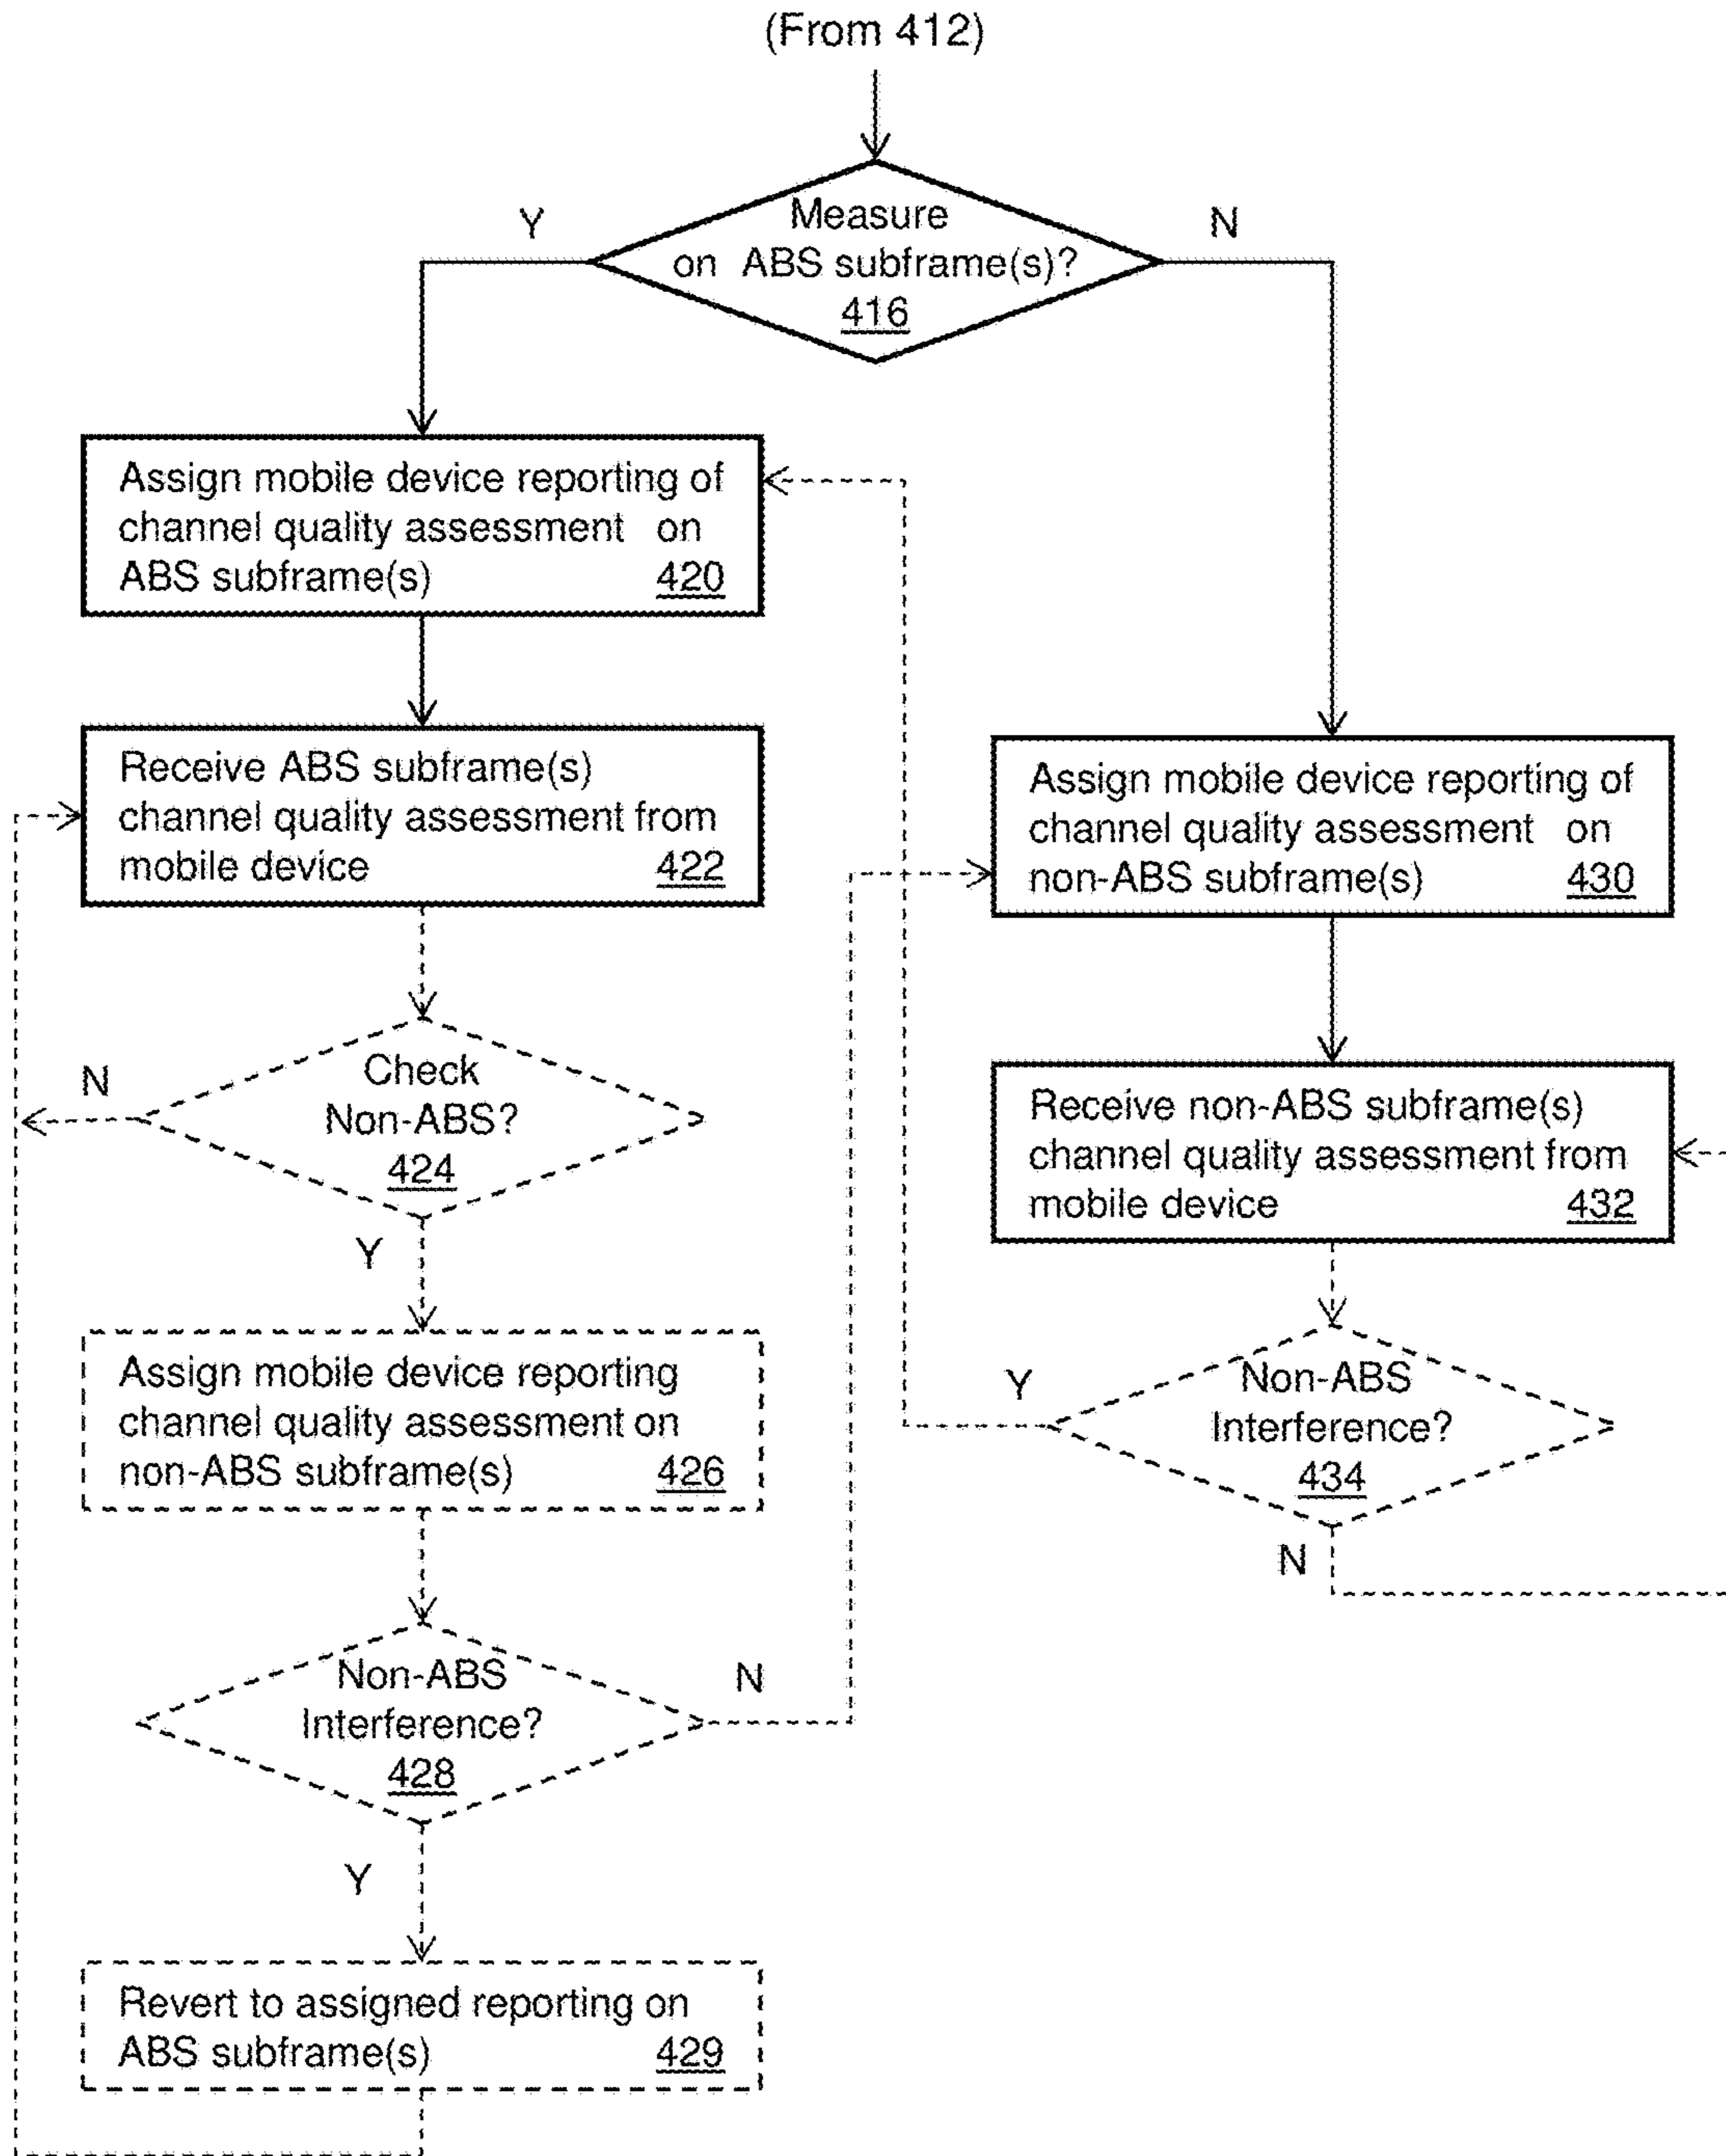 (From 412)
Measure
on ABS subframe(s)?
416
Y
N
Assign mobile device reporting of
channel quality assessment on
ABS subframe(s) 420
Receive ABS subframe(s)
channel quality assessment from
mobile device 422
Assign mobile device reporting of
channel quality assessment on
non-ABS subframe(s) 430
Check
Non-ABS?
424
N
Y
Receive non-ABS subframe(s)
channel quality assessment from
mobile device 432
Assign mobile device reporting
channel quality assessment on
non-ABS subframe(s) 426
Y
Non-ABS
Interference?
434
N
Non-ABS
Interference?
428
N
Y
Revert to assigned reporting on
ABS subframe(s) 429